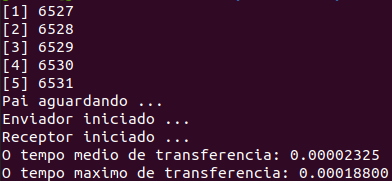 [1] 6527
[2] 6528
[3] 6529
[4] 6530
[5] 6531
Pai aguardando ...
Enviador iniciado ...
Receptor iniciado ...
O tempo medio de transferencia: 0.00002325
O tempo maximo de transferencia: 0.00018800